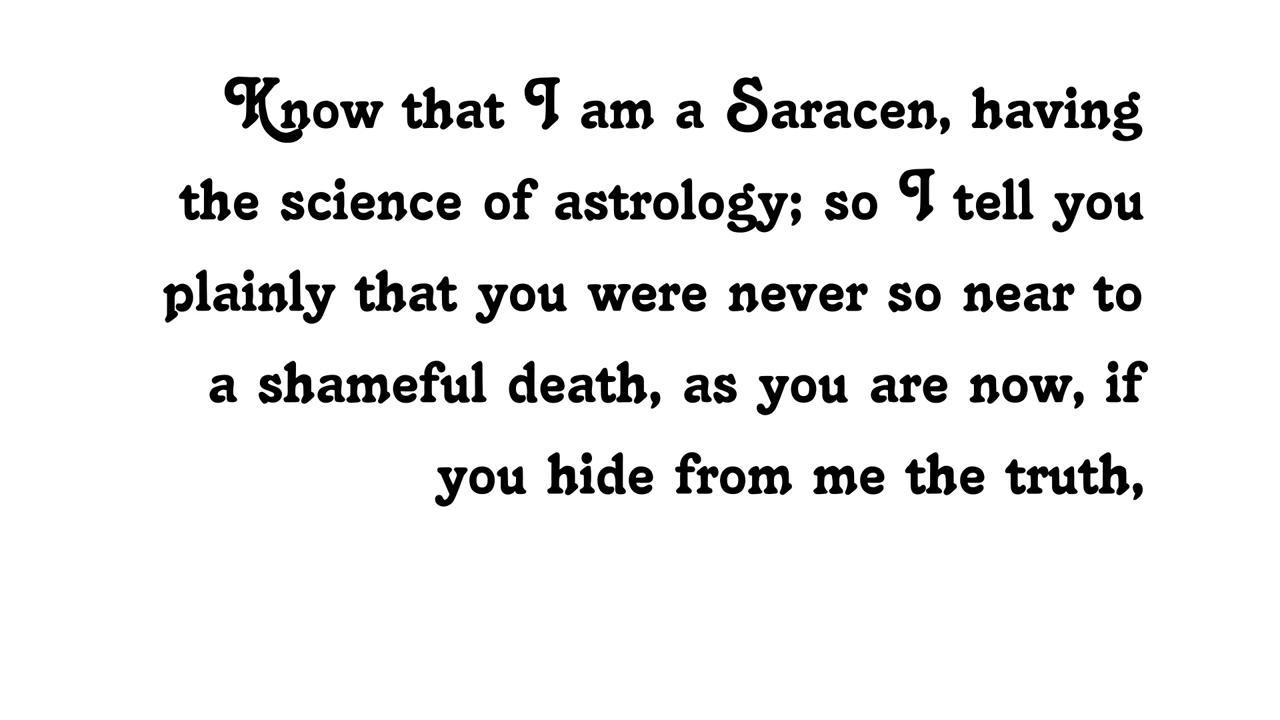 Know that I am a Saracen, having
the science of astrology; so I tell you
plainly that you were never so near to
a shameful death, as you are now, if
you hide from me the truth,